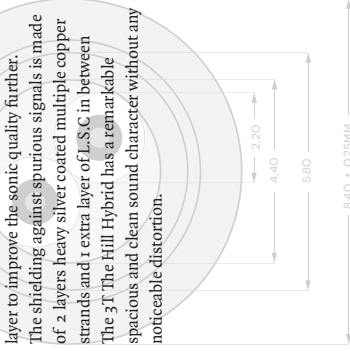 layer to improve the sonic quality further.
The shielding against spurious signals is made
of 2 layers heavy silver coated multiple copper
strands and 1 extra layer of L.S.C in between
The 3T The Hill Hybrid has a remarkable
spacious and clean sound character without any
noticeable distortion.
2.20
4.40
5.80
8.40 ± 0.25MM